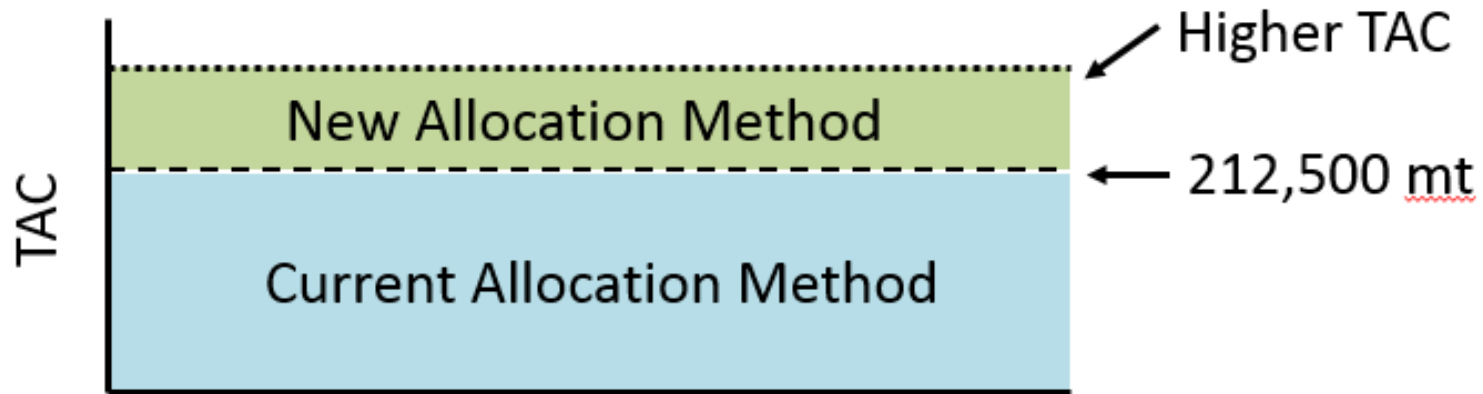 Higher TAC
New Allocation Method
212,500 mt
TAC
Current Allocation Method